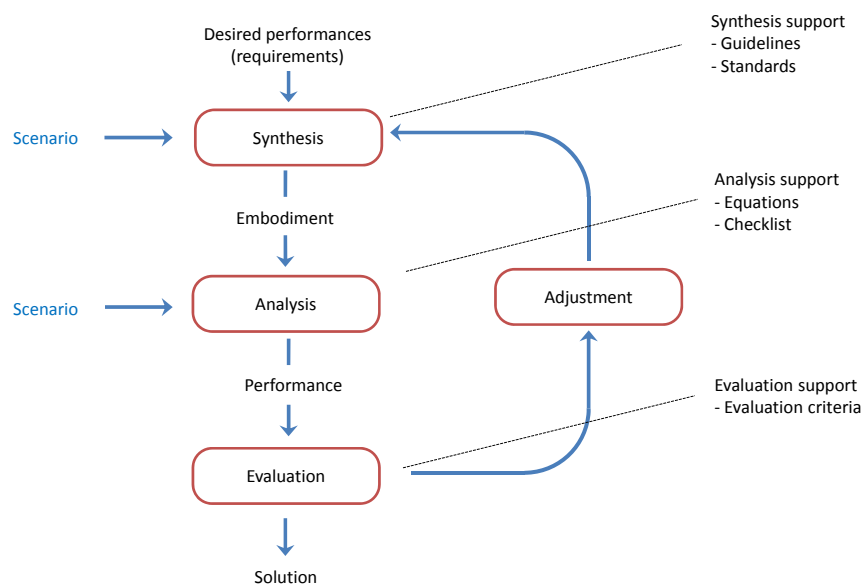 Desired performances
(requirements)
Synthesis support
- Guidelines
- Standards
Scenario
Synthesis
Embodiment
Analysis support
- Equations
- Checklist
Scenario
Analysis
Adjustment
Performance
Evaluation support
- Evaluation criteria
Evaluation
Solution